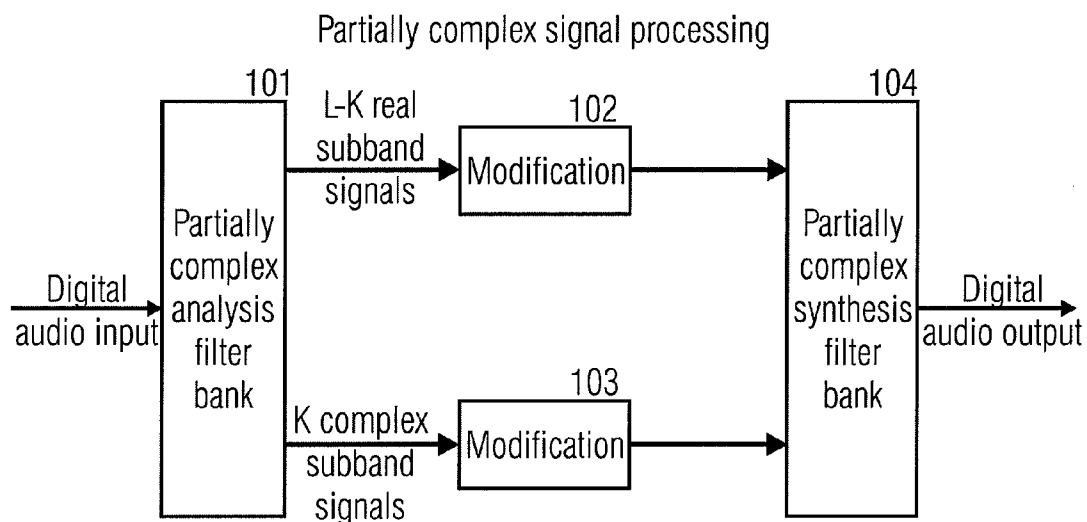 Partially complex signal processing
101
L-K real
subband
signals
102
Modification
104
Partially
complex
analysis
filter
bank
Digital
audio input
Partially
complex
synthesis
filter
bank
Digital
audio output
K complex
subband
signals
103
Modification